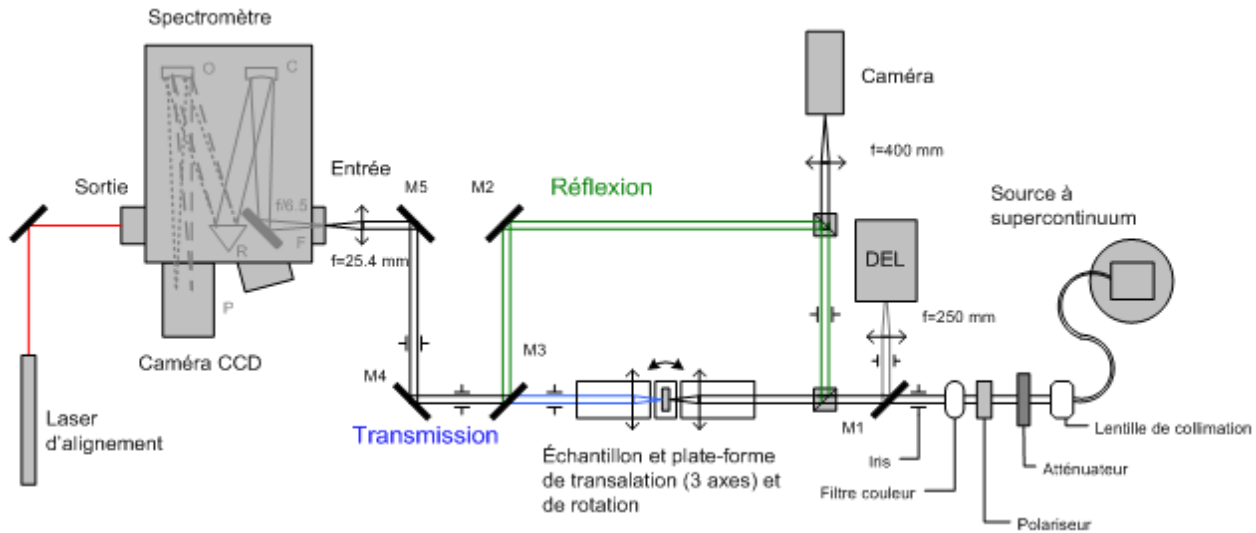 Spectromètre
O
C
Caméra
f=400 mm
Entrée
M5
M2
Réflexion
Source à
supercontinuum
Sortie
f/6.5
F
R
f=25.4 mm
DEL
P
f=250 mm
Caméra CCD
M3
M4
Transmission
M1
Laser
d'alignement
Échantillon et plate-forme
de transalation (3 axes) et
de rotation
Iris
Lentille de collimation
Filtre couleur
Atténuateur
Polariseur